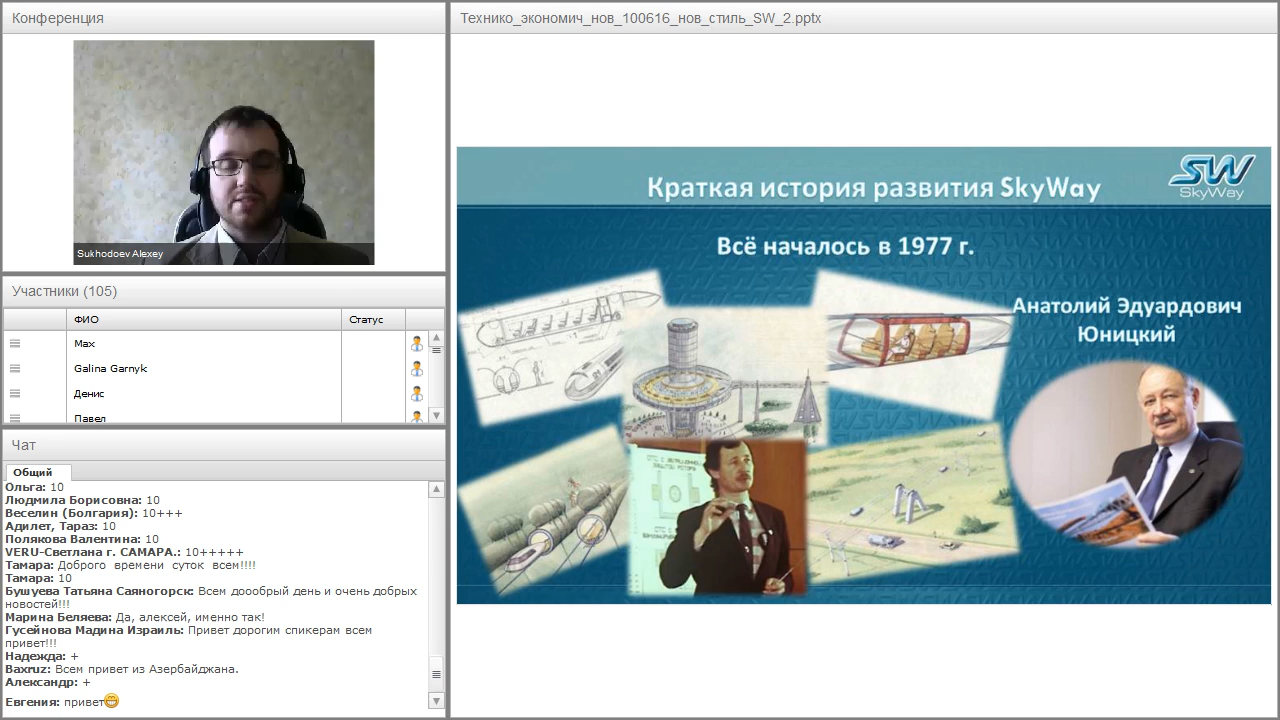 Конференция
Sukhodoev Alexey
Участники (105)
ФИО
Статус
Max
Galina Garnyk
Денис
Павел
Чат
Общий
Ольга: 10
Людмила Борисовна: 10
Веселин (Болгария): 10+++
Адилет, Тараз: 10
Полякова Валентина: 10
VERU-Светлана г. САМАРА.: 10+++++
Тамара: Доброго времени суток всем!!!!
Тамара: 10
Бушуева Татьяна Саяногорск: Всем доообрый день и очень добрых
новостей!!!
Марина Беляева: Да, алексей, именно так!
Гусейнова Мадина Израиль: Привет дорогим спикерам всем
привет!!!
Надежда: +
Baxruz: Всем привет из Азербайджана.
Александр: +
Евгения: привет
Технико_экономич_нов_100616_нов_стиль_SW_2.pptx
Краткая история развития SkyWay
SW
SkyWay
Всё началось в 1977 г.
Анатолий Эдуардович
Юницкий